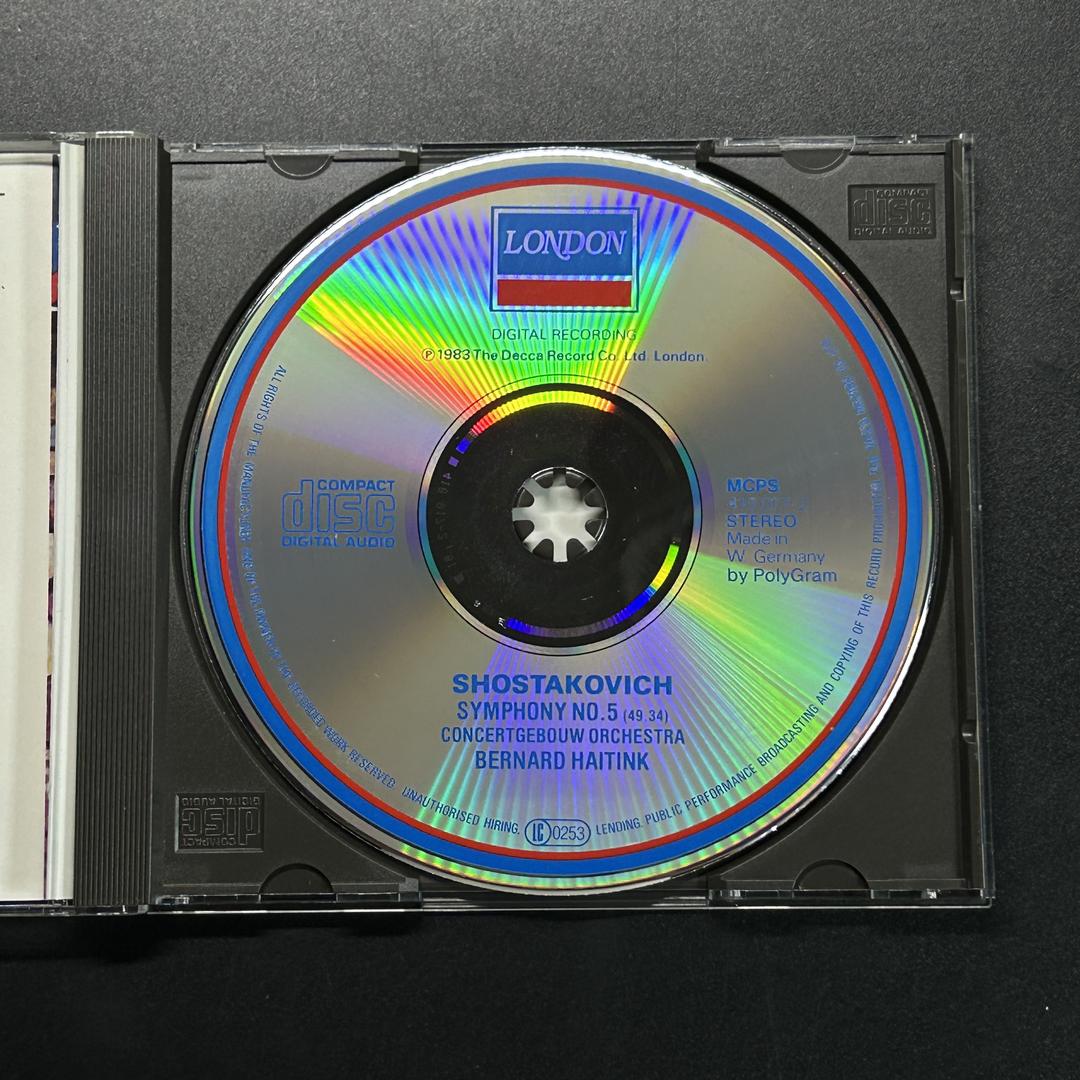 LONDON
DIGITAL RECORDING
Ⓟ 1983 The Decca Record Co. Ltd. London
COMPACT
disc
DIGITAL AUDIO
MCPS
STEREO
Made in
W. Germany
by PolyGram
SHOSTAKOVICH
SYMPHONY NO.5 (49.34)
CONCERTGEBOUW ORCHESTRA
BERNARD HAITINK
ALL RIGHTS OF THE RECORDED WORK RESERVED. UNAUTHORISED HIRING, LENDING. PUBLIC PERFORMANCE BROADCASTING AND COPYING OF THIS RECORD
LC 0253
COMPACT
disc
DIGITAL AUDIO
COMPACT
disc
DIGITAL AUDIO